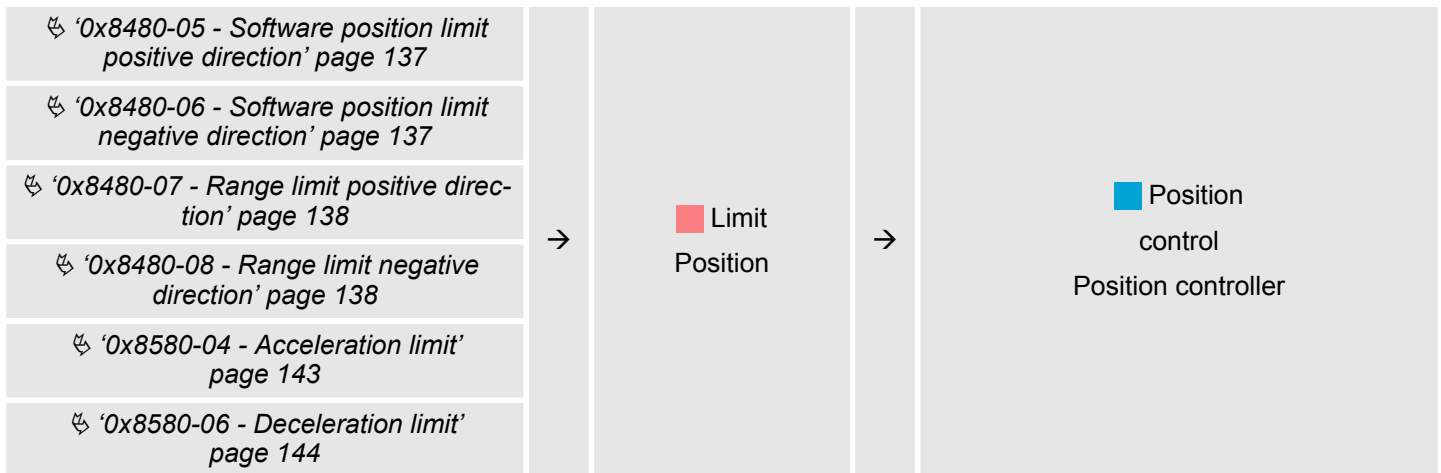 ↳ ‘0x8480-05 - Software position limit
positive direction’ page 137
↳ ‘0x8480-06 - Software position limit
negative direction’ page 137
↳ ‘0x8480-07 - Range limit positive direc-
tion’ page 138
↳ ‘0x8480-08 - Range limit negative
direction’ page 138
↳ ‘0x8580-04 - Acceleration limit’
page 143
↳ ‘0x8580-06 - Deceleration limit’
page 144
→
Limit
Position
→
Position
control
Position controller